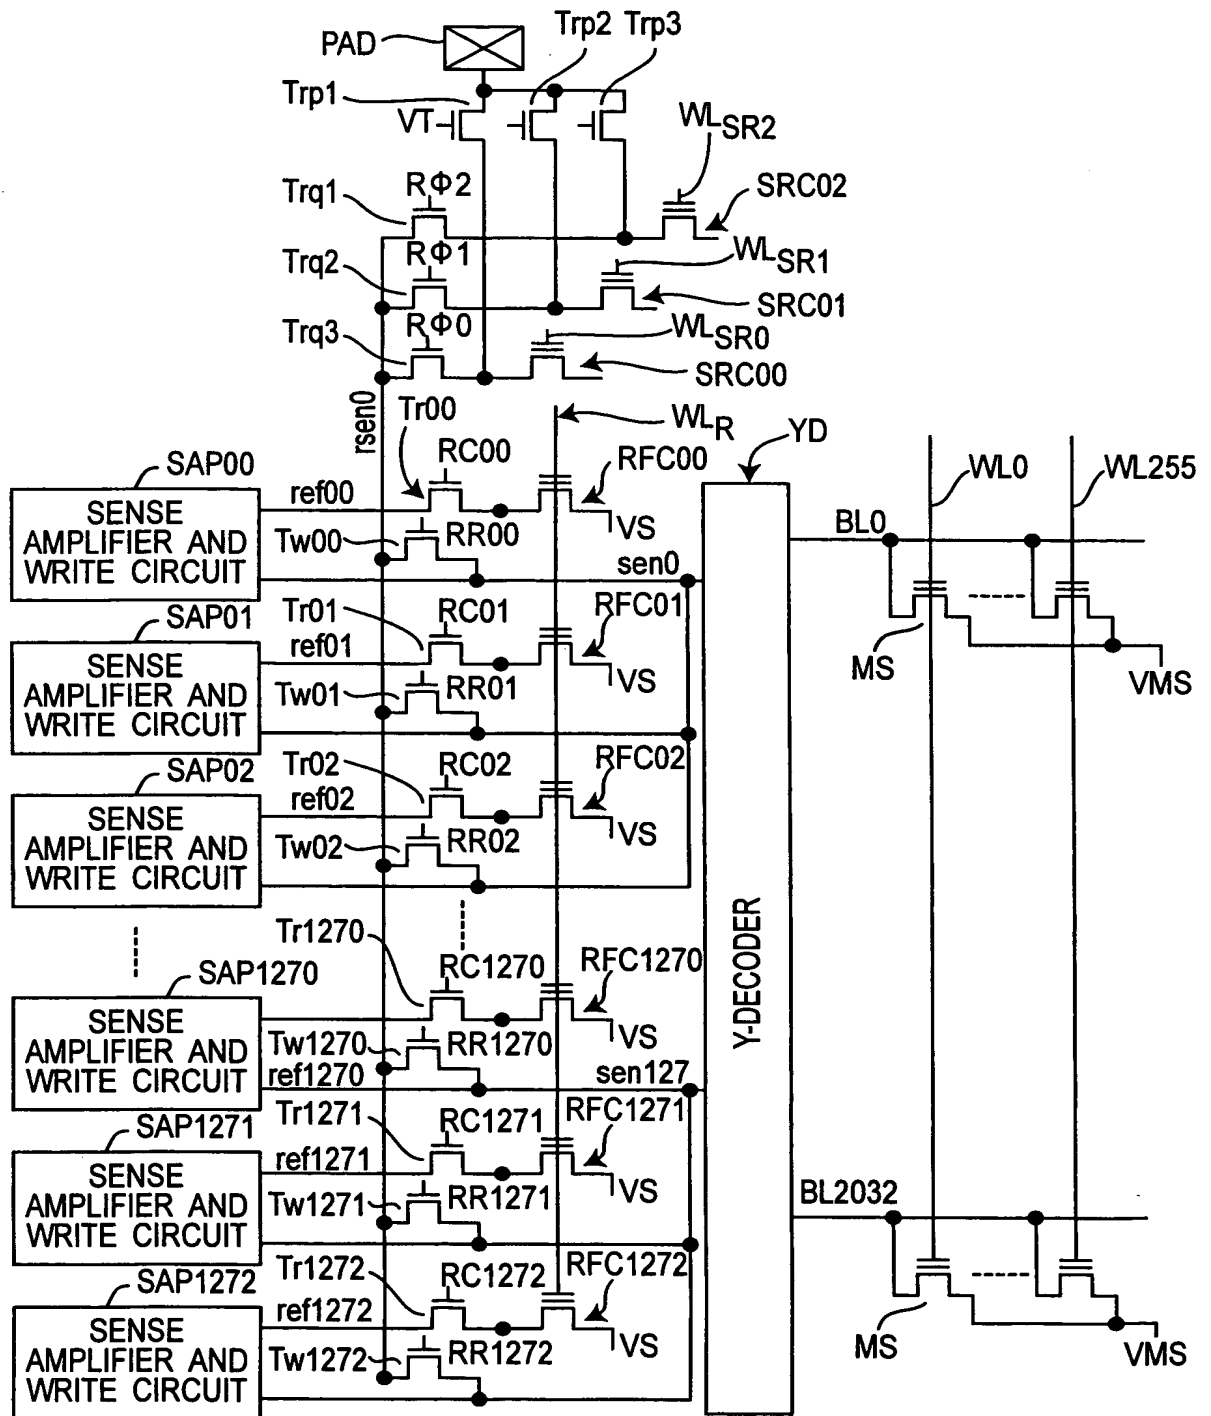 PAD
Trp2
Trp3
Trp1
VT
WLSR2
RΦ2
SRC02
Trq1
RΦ1
WLSR1
Trq2
SRC01
RΦ0
WLSR0
Trq3
SRC00
rsen0
Tr00
WLR
YD
RC00
RFC00
WL0
WL255
SAP00
ref00
SENSE
AMPLIFIER AND
WRITE CIRCUIT
Tw00
RR00
VS
sen0
BL0
SAP01
Tr01
RC01
RFC01
ref01
SENSE
AMPLIFIER AND
WRITE CIRCUIT
Tw01
RR01
VS
MS
VMS
SAP02
Tr02
RC02
RFC02
ref02
SENSE
AMPLIFIER AND
WRITE CIRCUIT
Tw02
RR02
VS
Y-DECODER
Tr1270
SAP1270
RC1270
RFC1270
SENSE
AMPLIFIER AND
WRITE CIRCUIT
Tw1270
RR1270
VS
ref1270
sen127
SAP1271
Tr1271
RC1271
RFC1271
ref1271
SENSE
AMPLIFIER AND
WRITE CIRCUIT
Tw1271
RR1271
VS
BL2032
SAP1272
Tr1272
RC1272
RFC1272
ref1272
SENSE
AMPLIFIER AND
WRITE CIRCUIT
Tw1272
RR1272
VS
MS
VMS